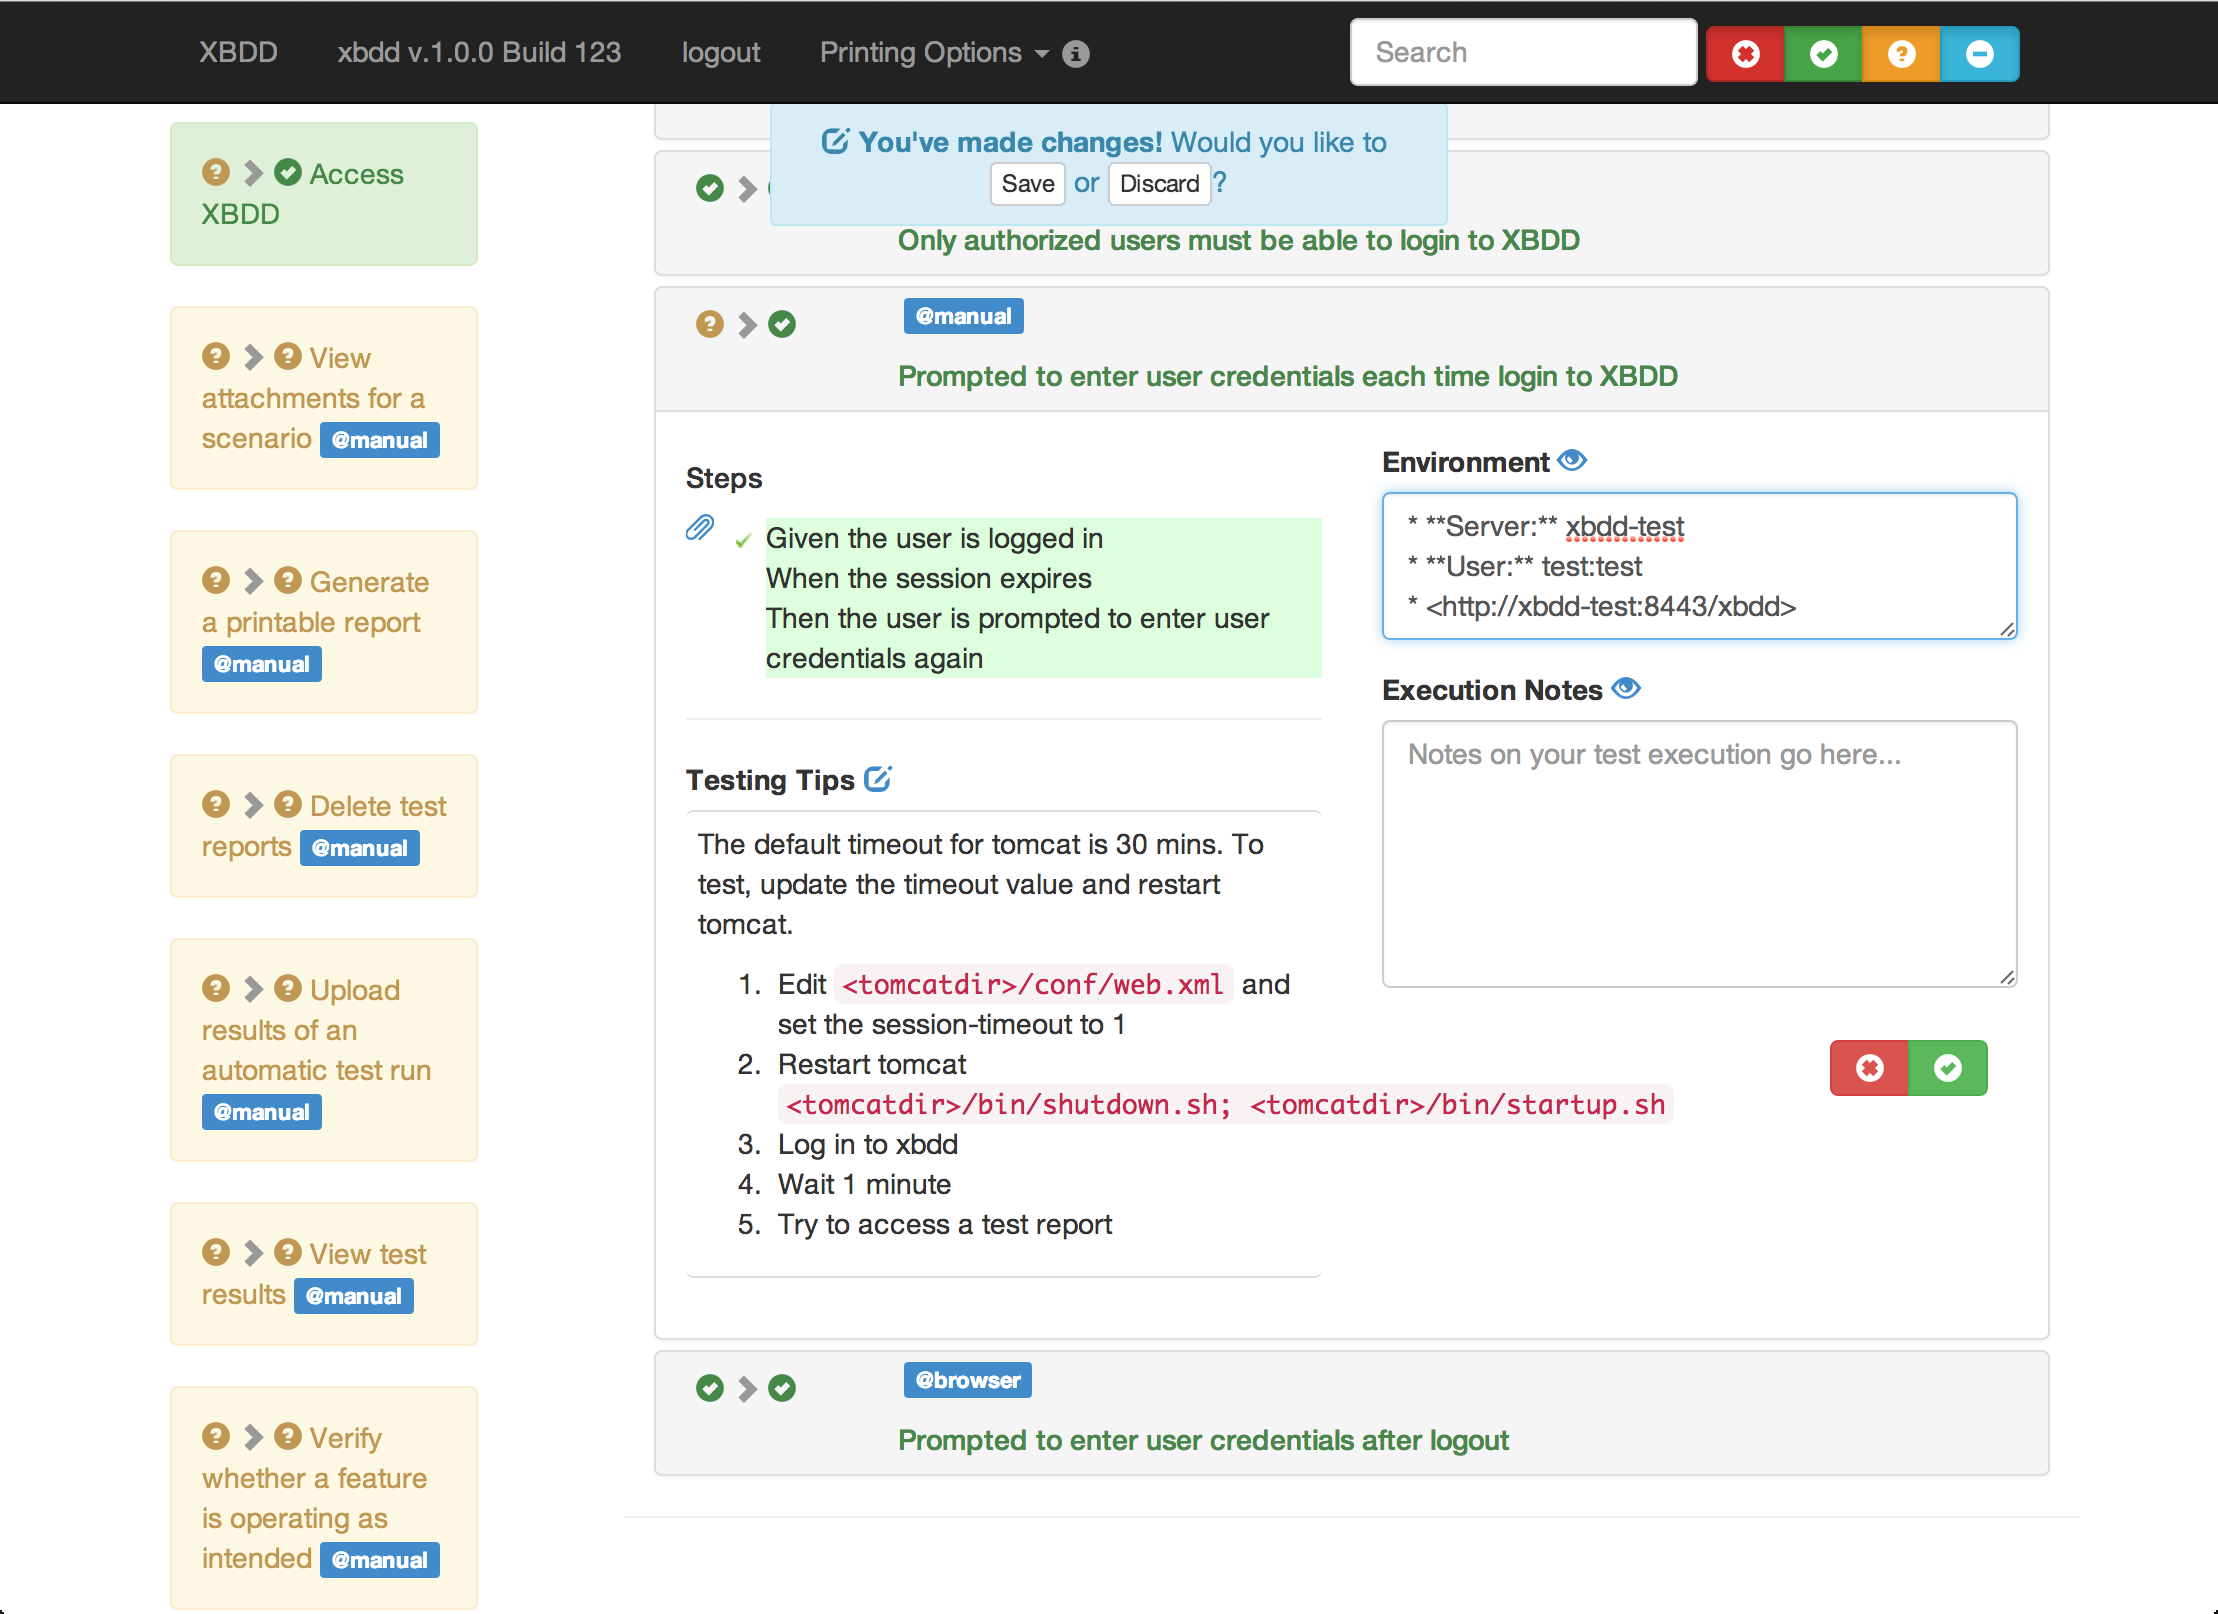 XBDD xbdd v.1.0.0 Build 123 logout Printing Options Search
Access
XBDD
View
attachments for a
scenario @manual
Generate
a printable report
@manual
Delete test
reports @manual
Upload
results of an
automatic test run
@manual
View test
results @manual
Verify
whether a feature
is operating as
intended @manual
You've made changes! Would you like to
Save or Discard ?
Only authorized users must be able to login to XBDD
@manual
Prompted to enter user credentials each time login to XBDD
Steps
Given the user is logged in
When the session expires
Then the user is prompted to enter user
credentials again
Testing Tips
The default timeout for tomcat is 30 mins. To
test, update the timeout value and restart
tomcat.
1. Edit <tomcatdir>/conf/web.xml and
set the session-timeout to 1
2. Restart tomcat
<tomcatdir>/bin/shutdown.sh; <tomcatdir>/bin/startup.sh
3. Log in to xbdd
4. Wait 1 minute
5. Try to access a test report
Environment
* **Server:** xbdd-test
* **User:** test:test
* <http://xbdd-test:8443/xbdd>
Execution Notes
Notes on your test execution go here...
@browser
Prompted to enter user credentials after logout